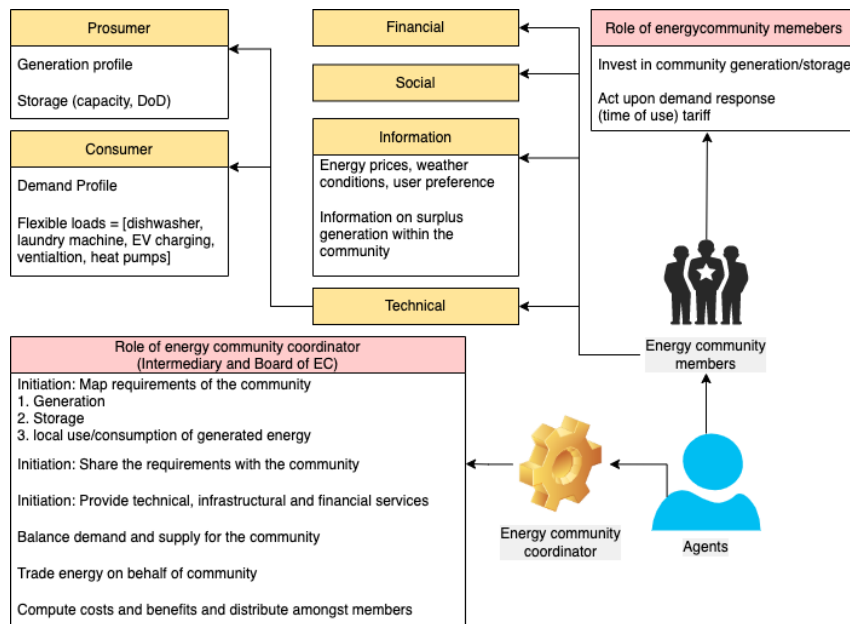 Prosumer
Generation profile
Storage (capacity, DoD)
Consumer
Demand Profile
Flexible loads = [dishwasher,
laundry machine, EV charging,
ventialtion, heat pumps]
Financial
Social
Information
Energy prices, weather
conditions, user preference
Information on surplus
generation within the
community
Technical
Role of energycommunity memebers
Invest in community generation/storage
Act upon demand response
(time of use) tariff
Energy community
members
Role of energy community coordinator
(Intermediary and Board of EC)
Initiation: Map requirements of the community
1. Generation
2. Storage
3. local use/consumption of generated energy
Initiation: Share the requirements with the community
Initiation: Provide technical, infrastructural and financial services
Balance demand and supply for the community
Trade energy on behalf of community
Compute costs and benefits and distribute amongst members
Energy community
coordinator
Agents